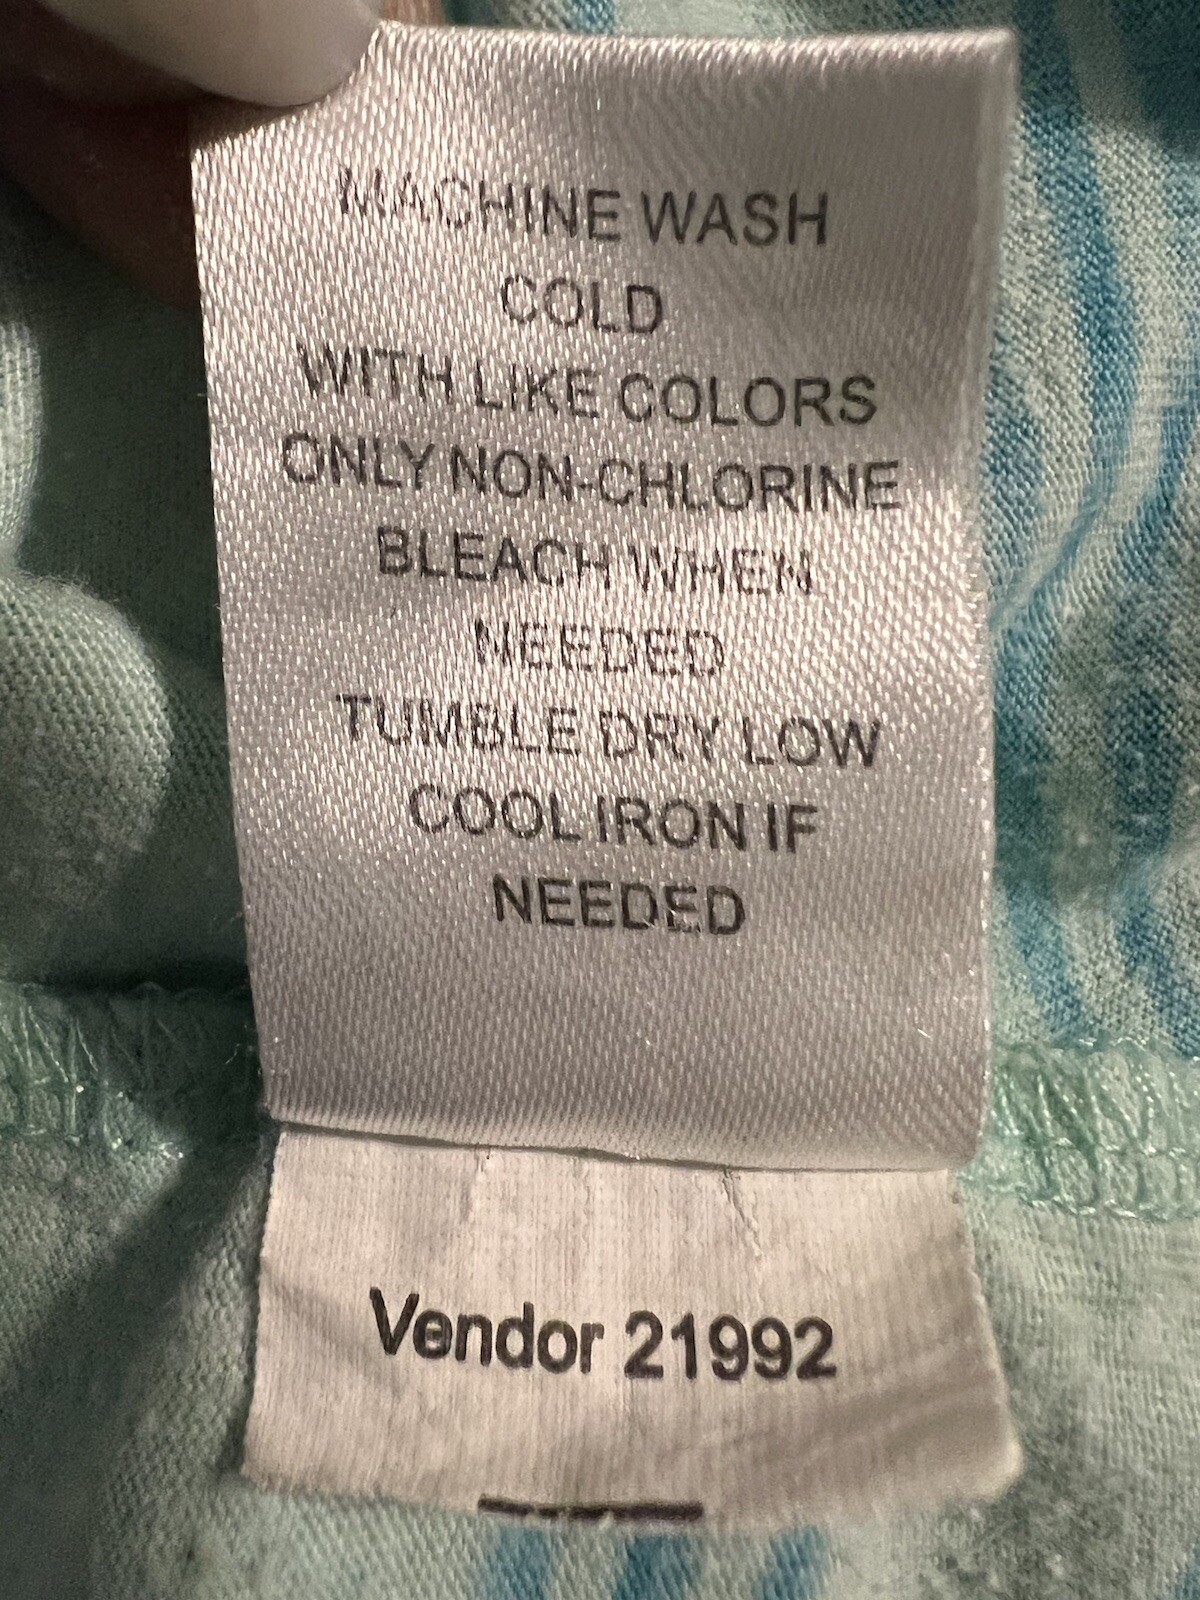 MACHINE WASH
COLD
WITH LIKE COLORS
ONLY NON-CHLORINE
BLEACH WHEN
NEEDED
TUMBLE DRY LOW
COOL IRON IF
NEEDED
Vendor 21992